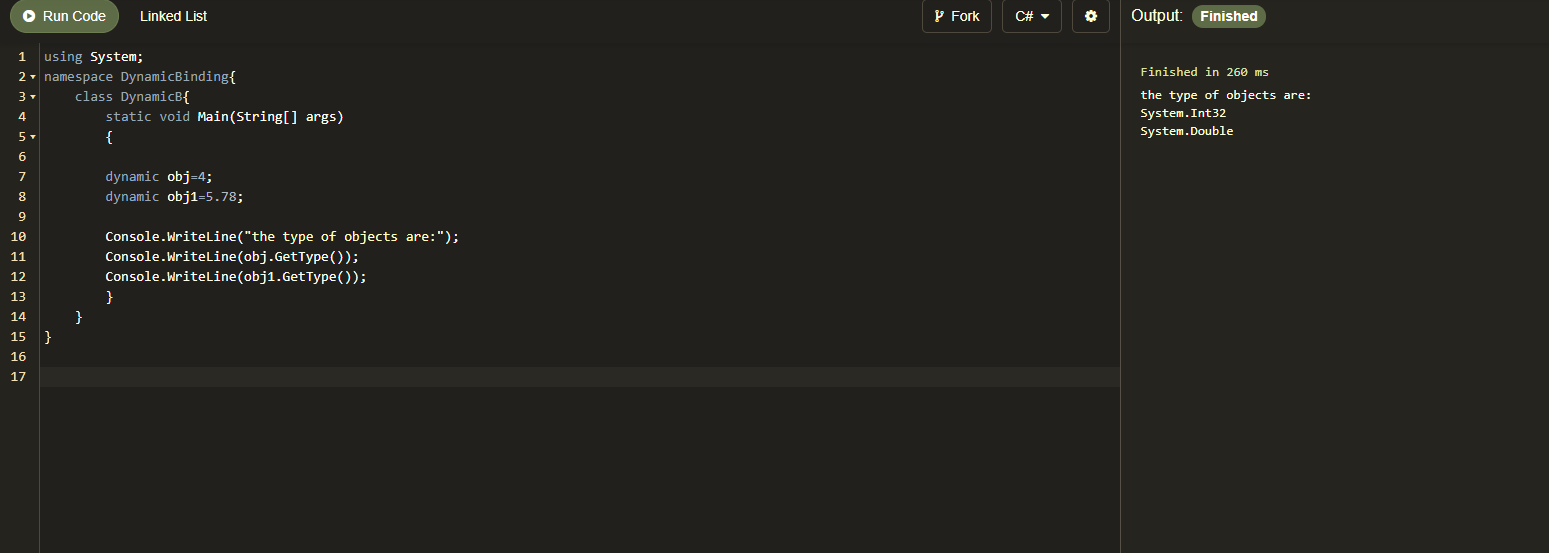 Run Code Linked List Fork C# Output: Finished
1 using System;
2 namespace DynamicBinding{
3     class DynamicB{
4         static void Main(String[] args)
5         {
6
7         dynamic obj=4;
8         dynamic obj1=5.78;
9
10         Console.WriteLine("the type of objects are:");
11         Console.WriteLine(obj.GetType());
12         Console.WriteLine(obj1.GetType());
13         }
14     }
15 }
16
17
Finished in 260 ms
the type of objects are:
System.Int32
System.Double